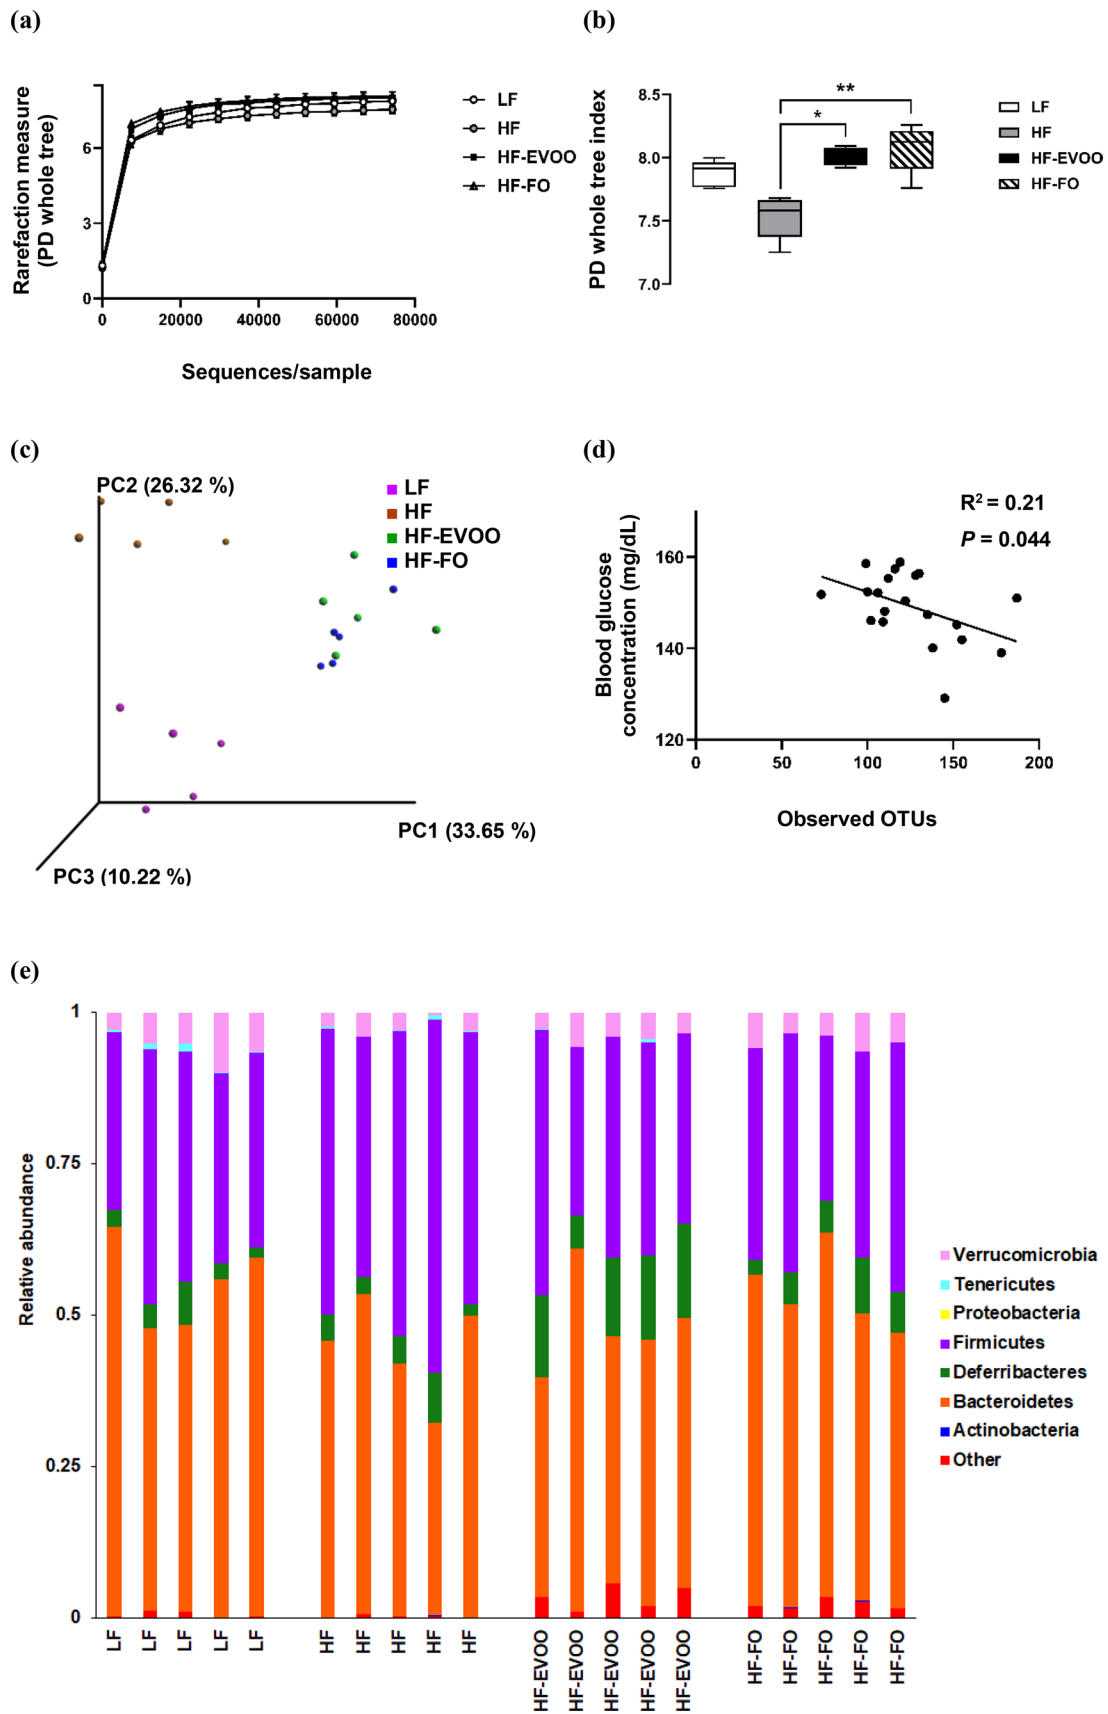 (a)
Rarefaction measure
(PD whole tree)
6
3
0
0
20000
40000
60000
80000
Sequences/sample
LF
HF
HF-EVOO
HF-FO
(b)
PD whole tree index
8.5
8.0
7.5
7.0
*
**
LF
HF
HF-EVOO
HF-FO
(c)
PC2 (26.32 %)
LF
HF
HF-EVOO
HF-FO
PC1 (33.65 %)
PC3 (10.22 %)
(d)
Blood glucose
concentration (mg/dL)
R² = 0.21
P = 0.044
160
140
120
0
50
100
150
200
Observed OTUs
(e)
Relative abundance
1
0.75
0.5
0.25
0
LF
LF
LF
LF
LF
HF
HF
HF
HF
HF
HF-EVOO
HF-EVOO
HF-EVOO
HF-EVOO
HF-EVOO
HF-FO
HF-FO
HF-FO
HF-FO
HF-FO
Verrucomicrobia
Tenericutes
Proteobacteria
Firmicutes
Deferribacteres
Bacteroidetes
Actinobacteria
Other